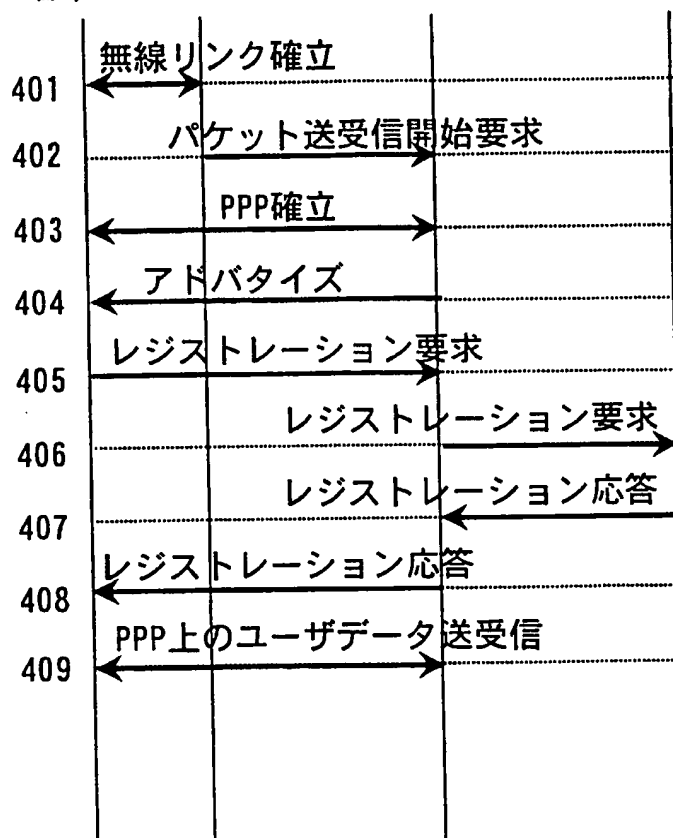 無線リンク確立
401
パケット送受信開始要求
402
PPP確立
403
アドバタイズ
404
レジストレーション要求
405
レジストレーション要求
406
レジストレーション応答
407
レジストレーション応答
408
PPP上のユーザデータ送受信
409